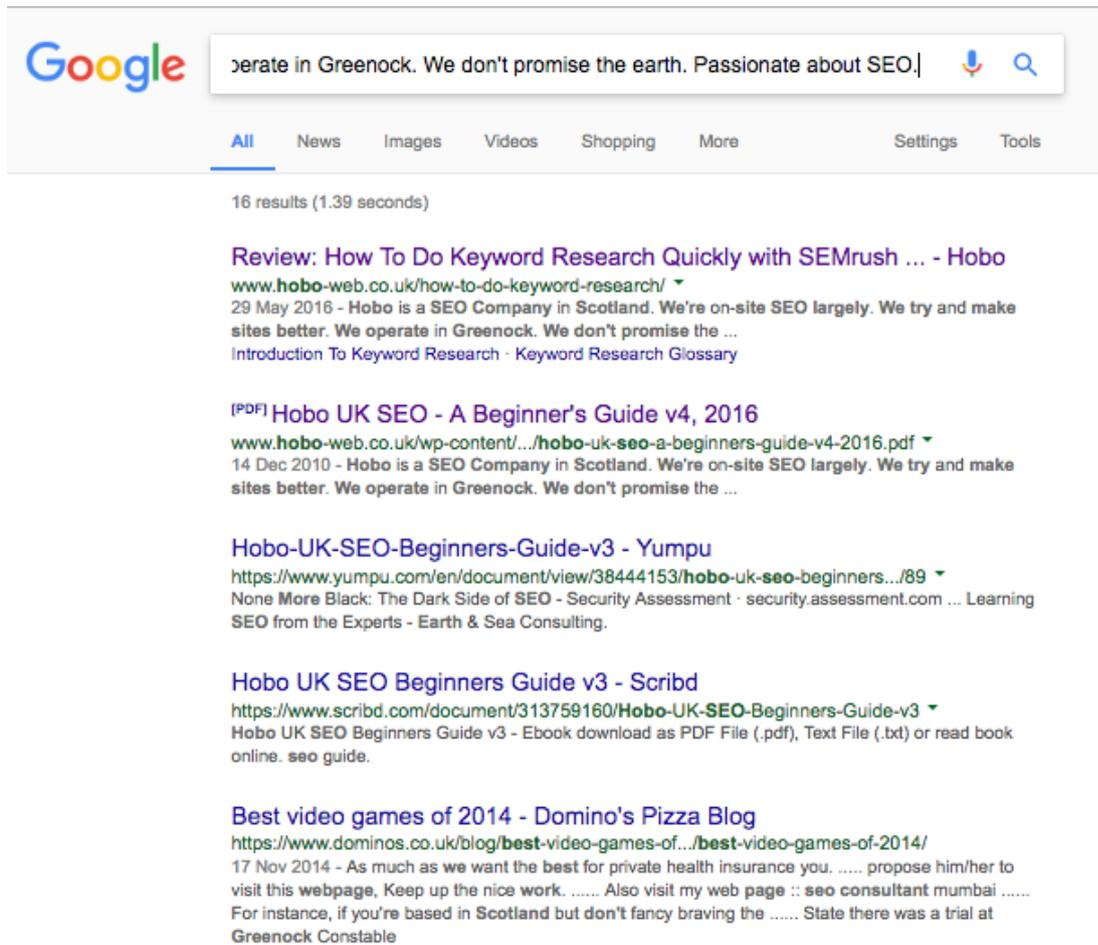 Google
perate in Greenock. We don't promise the earth. Passionate about SEO.
All News Images Videos Shopping More Settings Tools
16 results (1.39 seconds)
Review: How To Do Keyword Research Quickly with SEMrush ... - Hobo
www.hobo-web.co.uk/how-to-do-keyword-research/
29 May 2016 - Hobo is a SEO Company in Scotland. We're on-site SEO largely. We try and make
sites better. We operate in Greenock. We don't promise the ...
Introduction To Keyword Research · Keyword Research Glossary
[PDF] Hobo UK SEO - A Beginner's Guide v4, 2016
www.hobo-web.co.uk/wp-content/.../hobo-uk-seo-a-beginners-guide-v4-2016.pdf
14 Dec 2010 - Hobo is a SEO Company in Scotland. We're on-site SEO largely. We try and make
sites better. We operate in Greenock. We don't promise the ...
Hobo-UK-SEO-Beginners-Guide-v3 - Yumpu
https://www.yumpu.com/en/document/view/38444153/hobo-uk-seo-beginners.../89
None More Black: The Dark Side of SEO - Security Assessment · security.assessment.com ... Learning
SEO from the Experts - Earth & Sea Consulting.
Hobo UK SEO Beginners Guide v3 - Scribd
https://www.scribd.com/document/313759160/Hobo-UK-SEO-Beginners-Guide-v3
Hobo UK SEO Beginners Guide v3 - Ebook download as PDF File (.pdf), Text File (.txt) or read book
online. seo guide.
Best video games of 2014 - Domino's Pizza Blog
https://www.dominos.co.uk/blog/best-video-games-of.../best-video-games-of-2014/
17 Nov 2014 - As much as we want the best for private health insurance you. ..... propose him/her to
visit this webpage, Keep up the nice work. ...... Also visit my web page :: seo consultant mumbai ......
For instance, if you're based in Scotland but don't fancy braving the ...... State there was a trial at
Greenock Constable